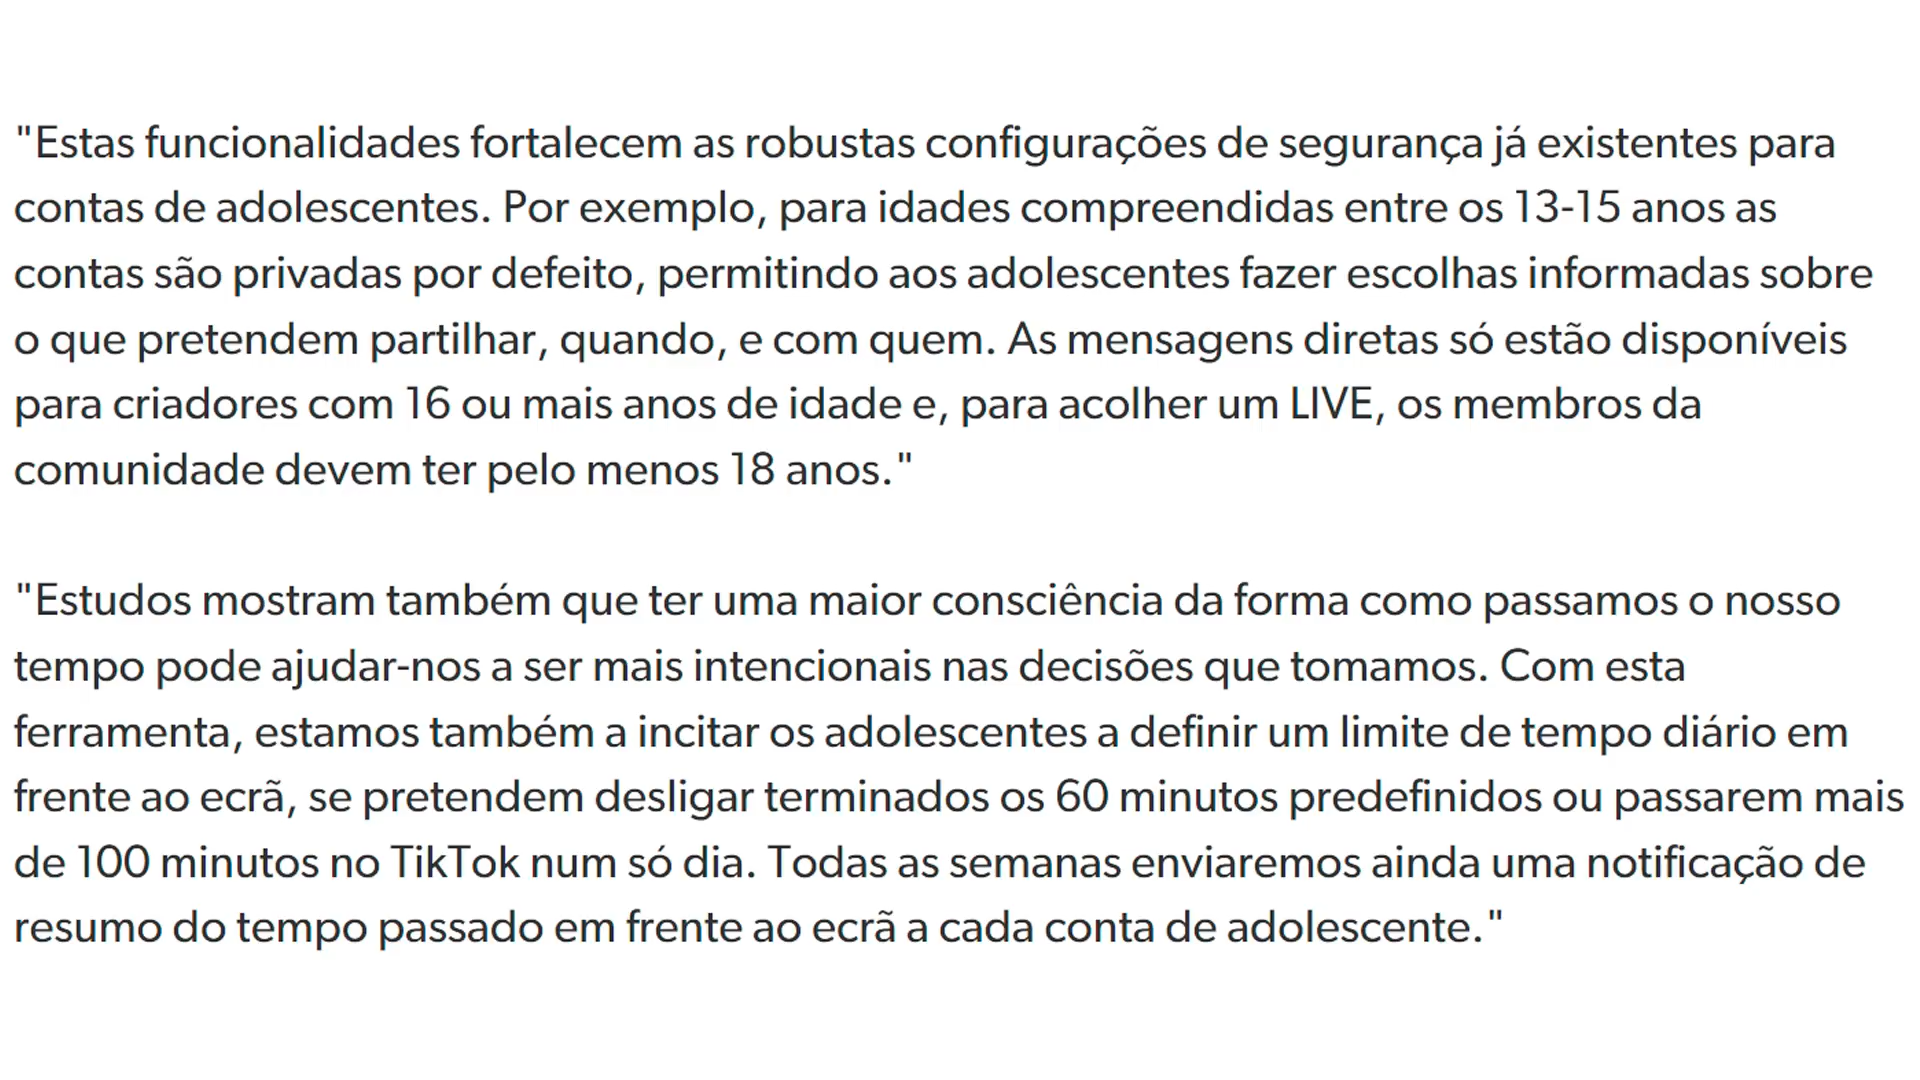 "Estas funcionalidades fortalecem as robustas configurações de segurança já existentes para
contas de adolescentes. Por exemplo, para idades compreendidas entre os 13-15 anos as
contas são privadas por defeito, permitindo aos adolescentes fazer escolhas informadas sobre
o que pretendem partilhar, quando, e com quem. As mensagens diretas só estão disponíveis
para criadores com 16 ou mais anos de idade e, para acolher um LIVE, os membros da
comunidade devem ter pelo menos 18 anos."
"Estudos mostram também que ter uma maior consciência da forma como passamos o nosso
tempo pode ajudar-nos a ser mais intencionais nas decisões que tomamos. Com esta
ferramenta, estamos também a incitar os adolescentes a definir um limite de tempo diário em
frente ao ecrã, se pretendem desligar terminados os 60 minutos predefinidos ou passarem mais
de 100 minutos no TikTok num só dia. Todas as semanas enviaremos ainda uma notificação de
resumo do tempo passado em frente ao ecrã a cada conta de adolescente."